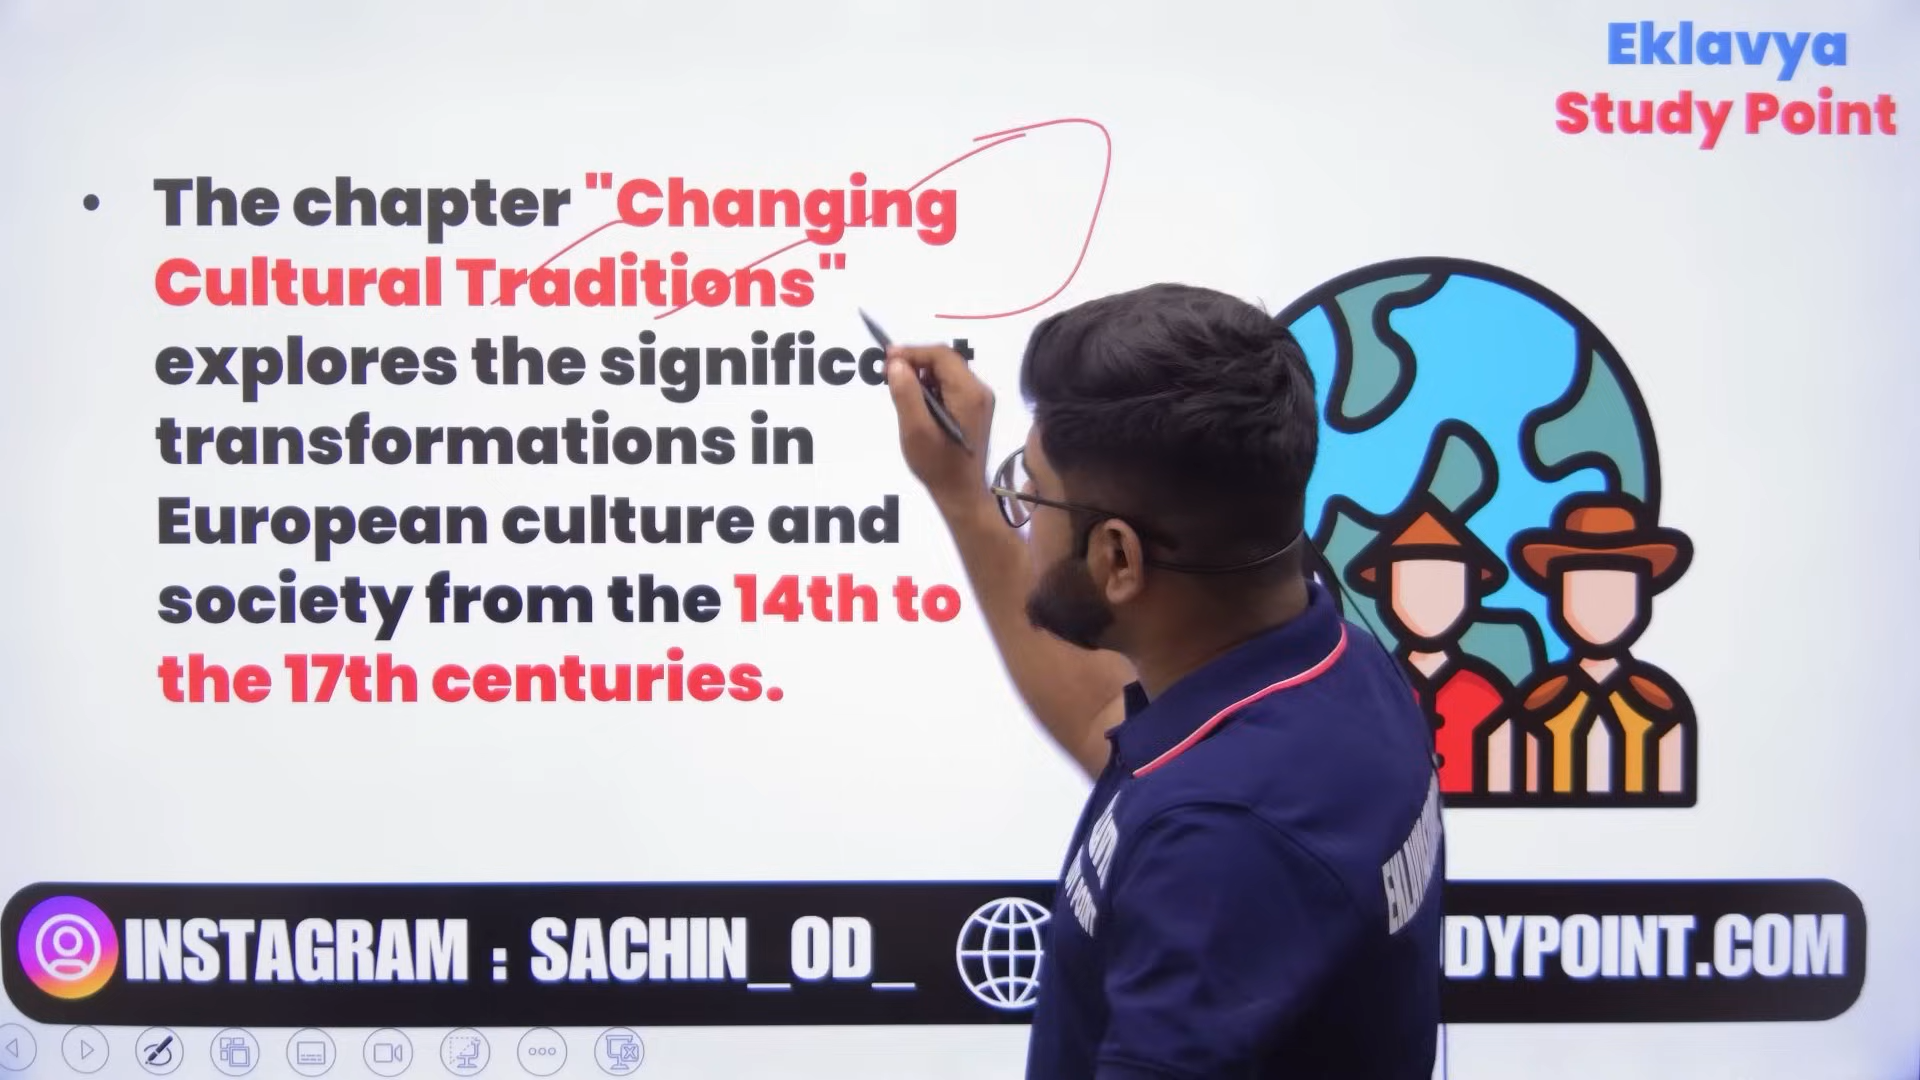 Eklavya
Study Point
• The chapter "Changing
Cultural Traditions"
explores the significant
transformations in
European culture and
society from the 14th to
the 17th centuries.
INSTAGRAM : SACHIN_OD_
DYPOINT.COM